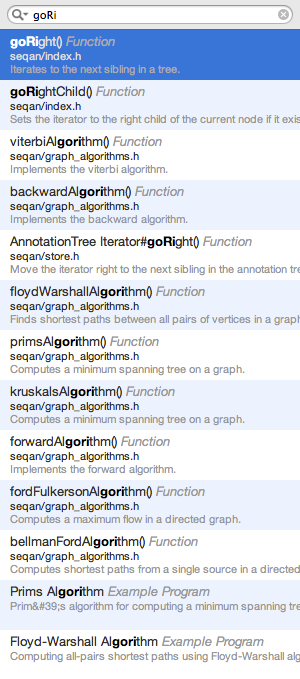 goRi
goRight() Function
seqan/index.h
Iterates to the next sibling in a tree.
goRightChild() Function
seqan/index.h
Sets the iterator to the right child of the current node if it exis
viterbiAlgorithm() Function
seqan/graph_algorithms.h
Implements the viterbi algorithm.
backwardAlgorithm() Function
seqan/graph_algorithms.h
Implements the backward algorithm.
AnnotationTree Iterator#goRight() Function
seqan/store.h
Move the iterator right to the next sibling in the annotation tre
floydWarshallAlgorithm() Function
seqan/graph_algorithms.h
Finds shortest paths between all pairs of vertices in a graph
primsAlgorithm() Function
seqan/graph_algorithms.h
Computes a minimum spanning tree on a graph.
kruskalsAlgorithm() Function
seqan/graph_algorithms.h
Computes a minimum spanning tree on a graph.
forwardAlgorithm() Function
seqan/graph_algorithms.h
Implements the forward algorithm.
fordFulkersonAlgorithm() Function
seqan/graph_algorithms.h
Computes a maximum flow in a directed graph.
bellmanFordAlgorithm() Function
seqan/graph_algorithms.h
Computes shortest paths from a single source in a directed
Prims Algorithm Example Program
Prim&#39;s algorithm for computing a minimum spanning tre
Floyd-Warshall Algorithm Example Program
Computing all-pairs shortest paths using Floyd-Warshall alg